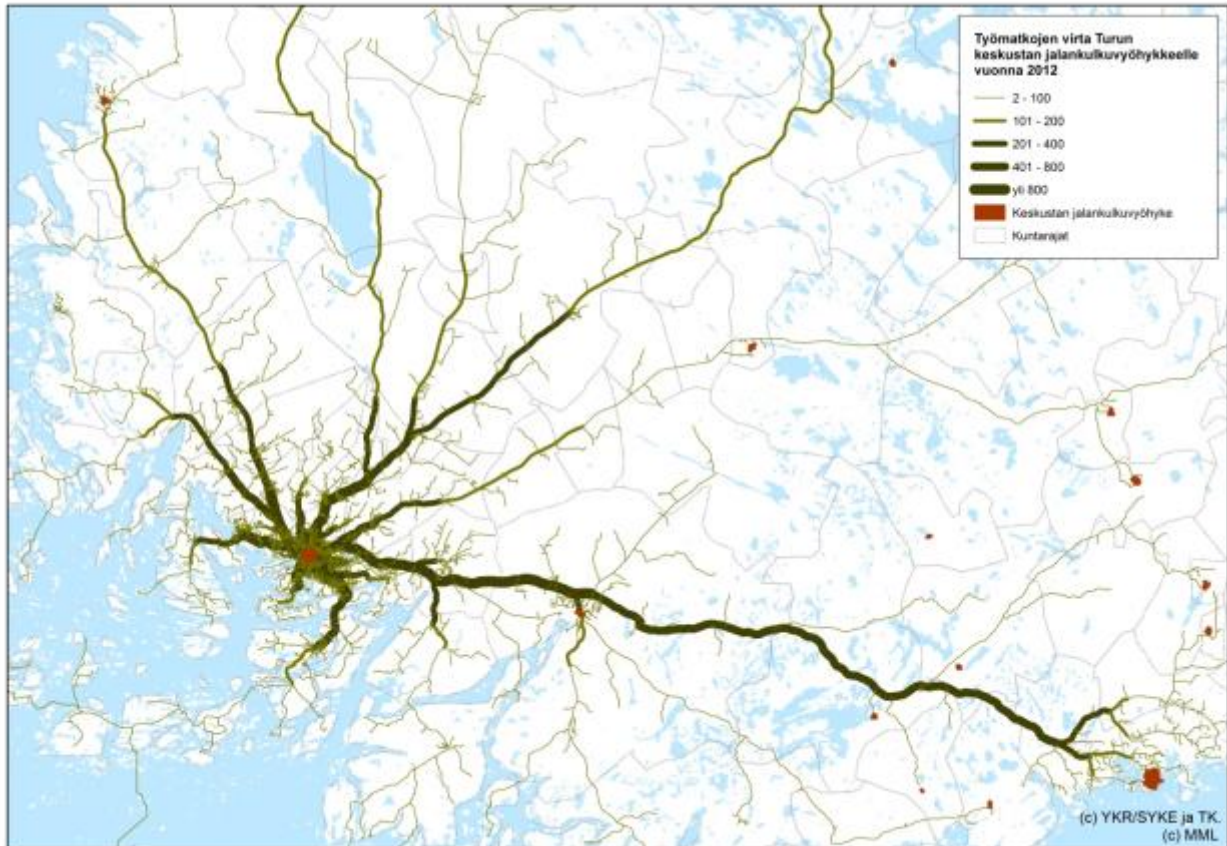 Työmatkojen virta Turun
keskustan jalankulkuvyöhykkeelle
vuonna 2012
2 - 100
101 - 200
201 - 400
401 - 800
yli 800
Keskustan jalankulkuvyöhyke
Kuntarajat
(c) YKR/SYKE ja TK.
(c) MML